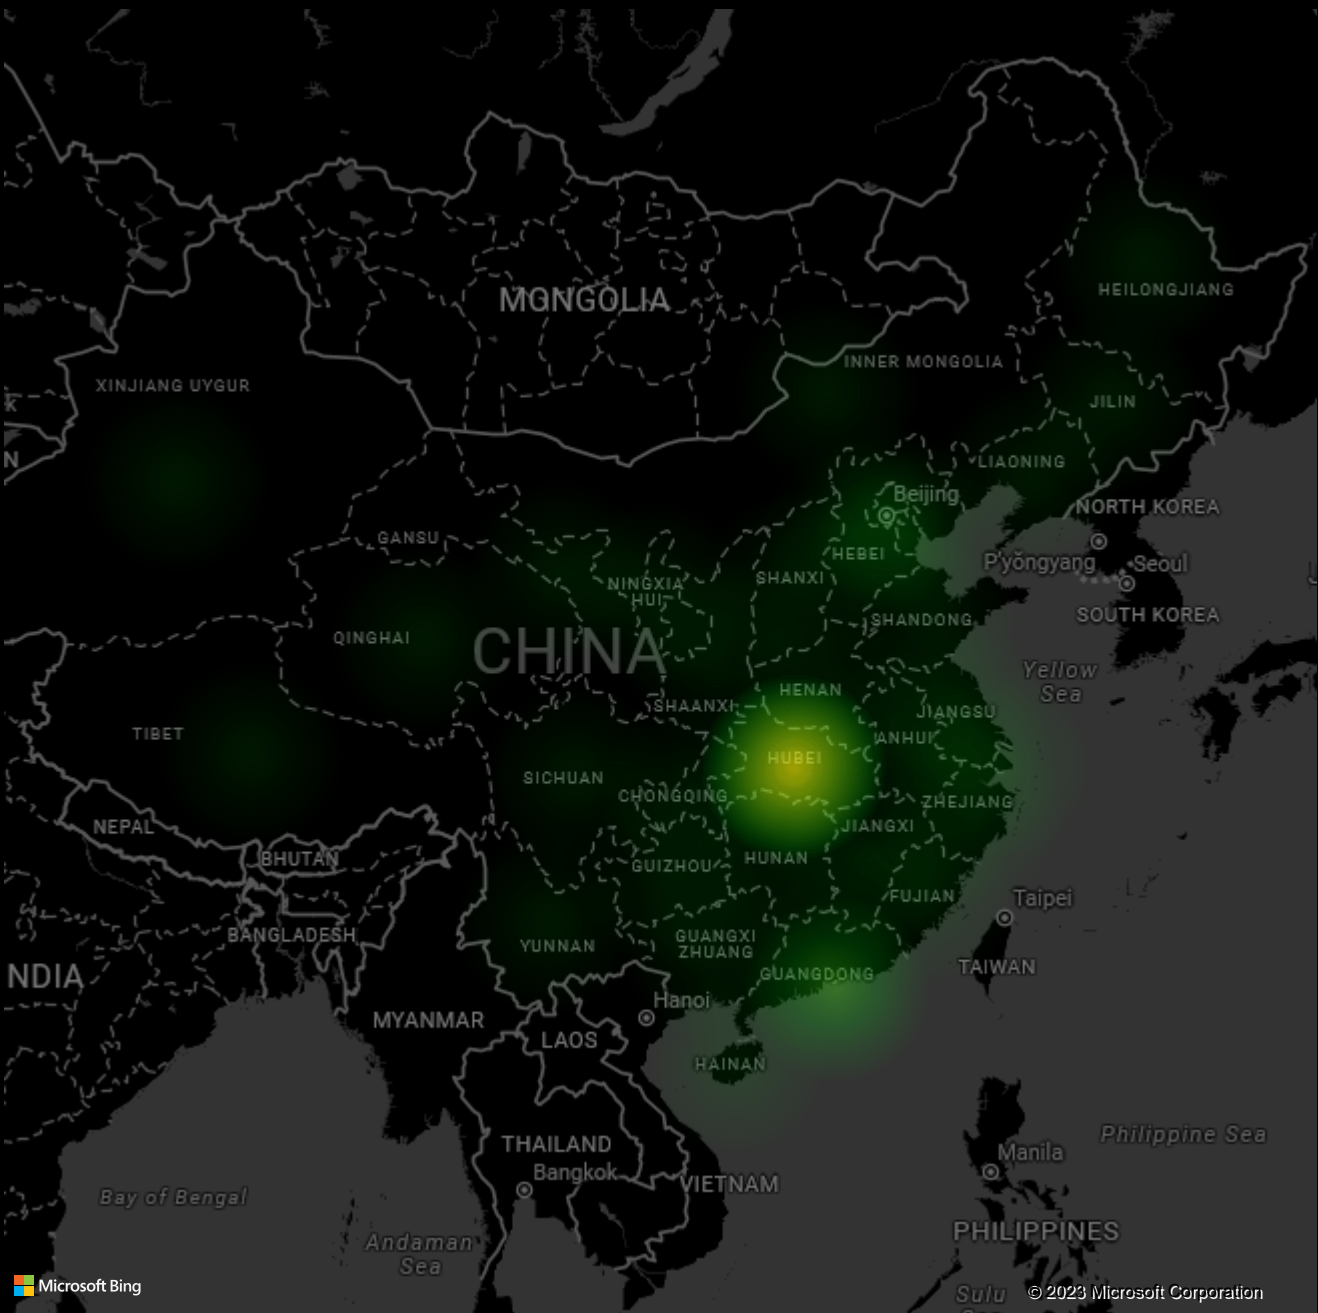 MONGOLIA
HEILONGJIANG
INNER MONGOLIA
XINJIANG UYGUR
JILIN
K
N
LIAONING
Beijing
NORTH KOREA
GANSU
HEBEI
P'yŏngyang
Seoul
J
NINGXIA
HUI
SHANXI
SHANDONG
SOUTH KOREA
QINGHAI
CHINA
Yellow
Sea
HENAN
SHAANXI
JIANGSU
TIBET
ANHUI
HUBEI
SICHUAN
CHONGQING
ZHEJIANG
NEPAL
JIANGXI
BHUTAN
GUIZHOU
HUNAN
FUJIAN
Taipei
BANGLADESH
YUNNAN
GUANGXI
ZHUANG
NDIA
GUANGDONG
TAIWAN
Hanoi
MYANMAR
LAOS
HAINAN
THAILAND
Philippine Sea
Bangkok
Manila
VIETNAM
Bay of Bengal
PHILIPPINES
Andaman
Sea
Microsoft Bing
Sulu
© 2023 Microsoft Corporation